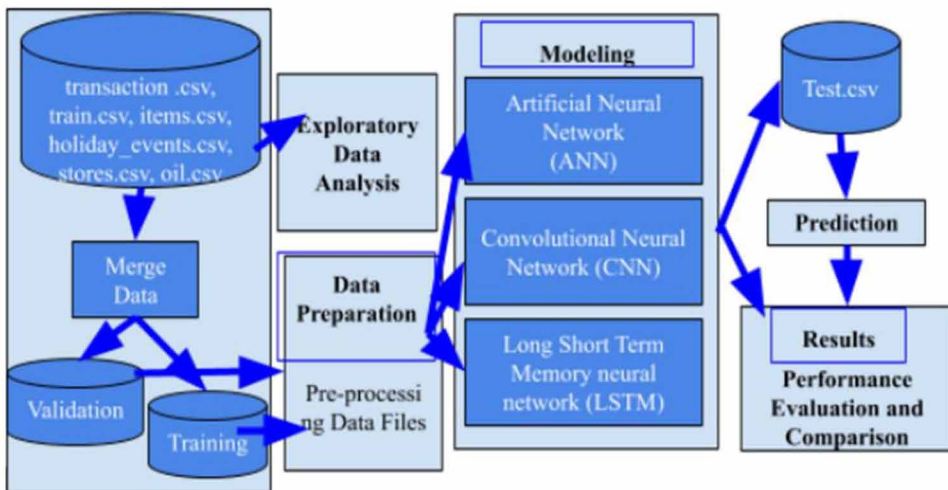 transaction .csv,
train.csv, items.csv,
holiday_events.csv,
stores.csv, oil.csv
Merge
Data
Validation
Training
Exploratory
Data
Analysis
Data
Preparation
Pre-processi
ng Data Files
Modeling
Artificial Neural
Network
(ANN)
Convolutional Neural
Network (CNN)
Long Short Term
Memory neural
network (LSTM)
Test.csv
Prediction
Results
Performance
Evaluation and
Comparison